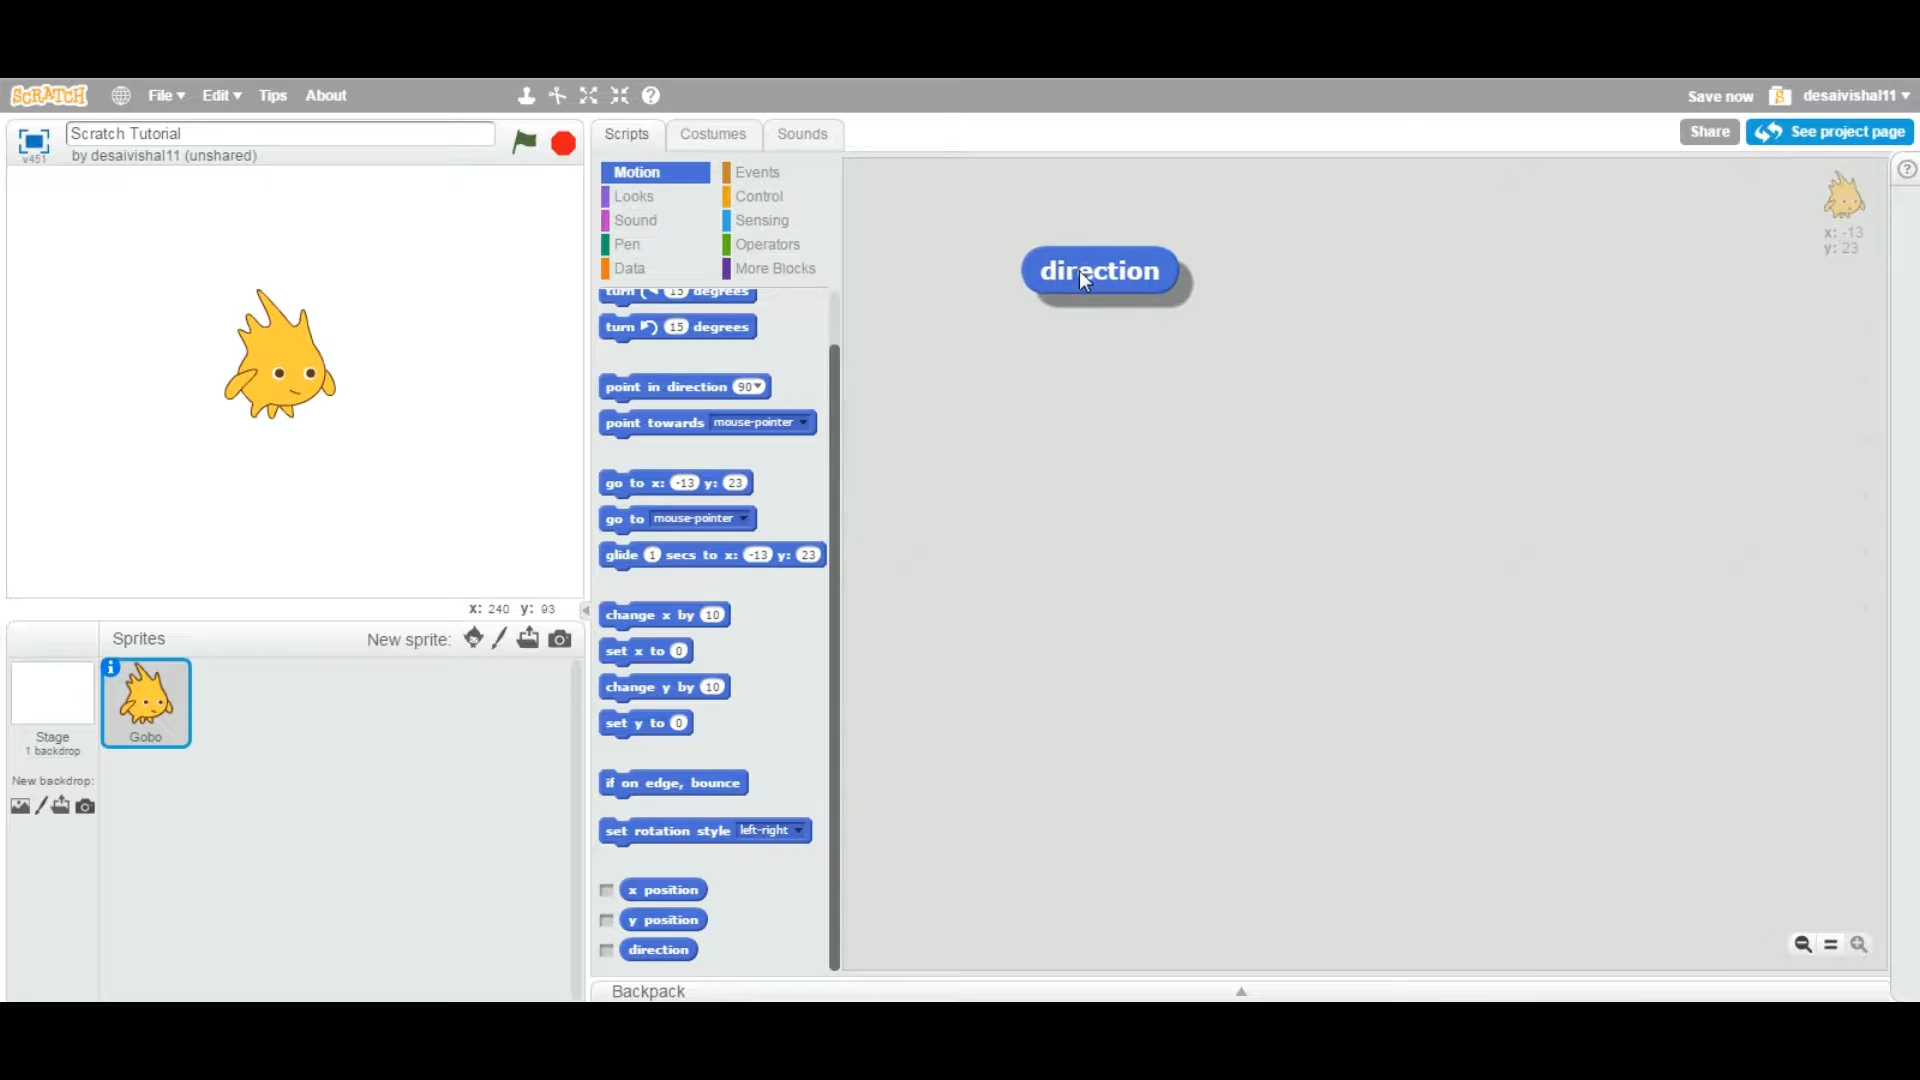 SCRATCH File Edit Tips About Save now desaivishal11
v451 Scratch Tutorial
by desaivishal11 (unshared)
Scripts Costumes Sounds Share See project page
Motion Events
Looks Control
Sound Sensing
Pen Operators
Data More Blocks
x: -13
y: 23
direction
turn 15 degrees
turn 15 degrees
point in direction 90
point towards mouse-pointer
go to x: -13 y: 23
go to mouse-pointer
glide 1 secs to x: -13 y: 23
x: 240 y: 93
change x by 10
set x to 0
change y by 10
set y to 0
if on edge, bounce
set rotation style left-right
x position
y position
direction
Sprites New sprite:
Stage
1 backdrop
Gobo
New backdrop:
Backpack